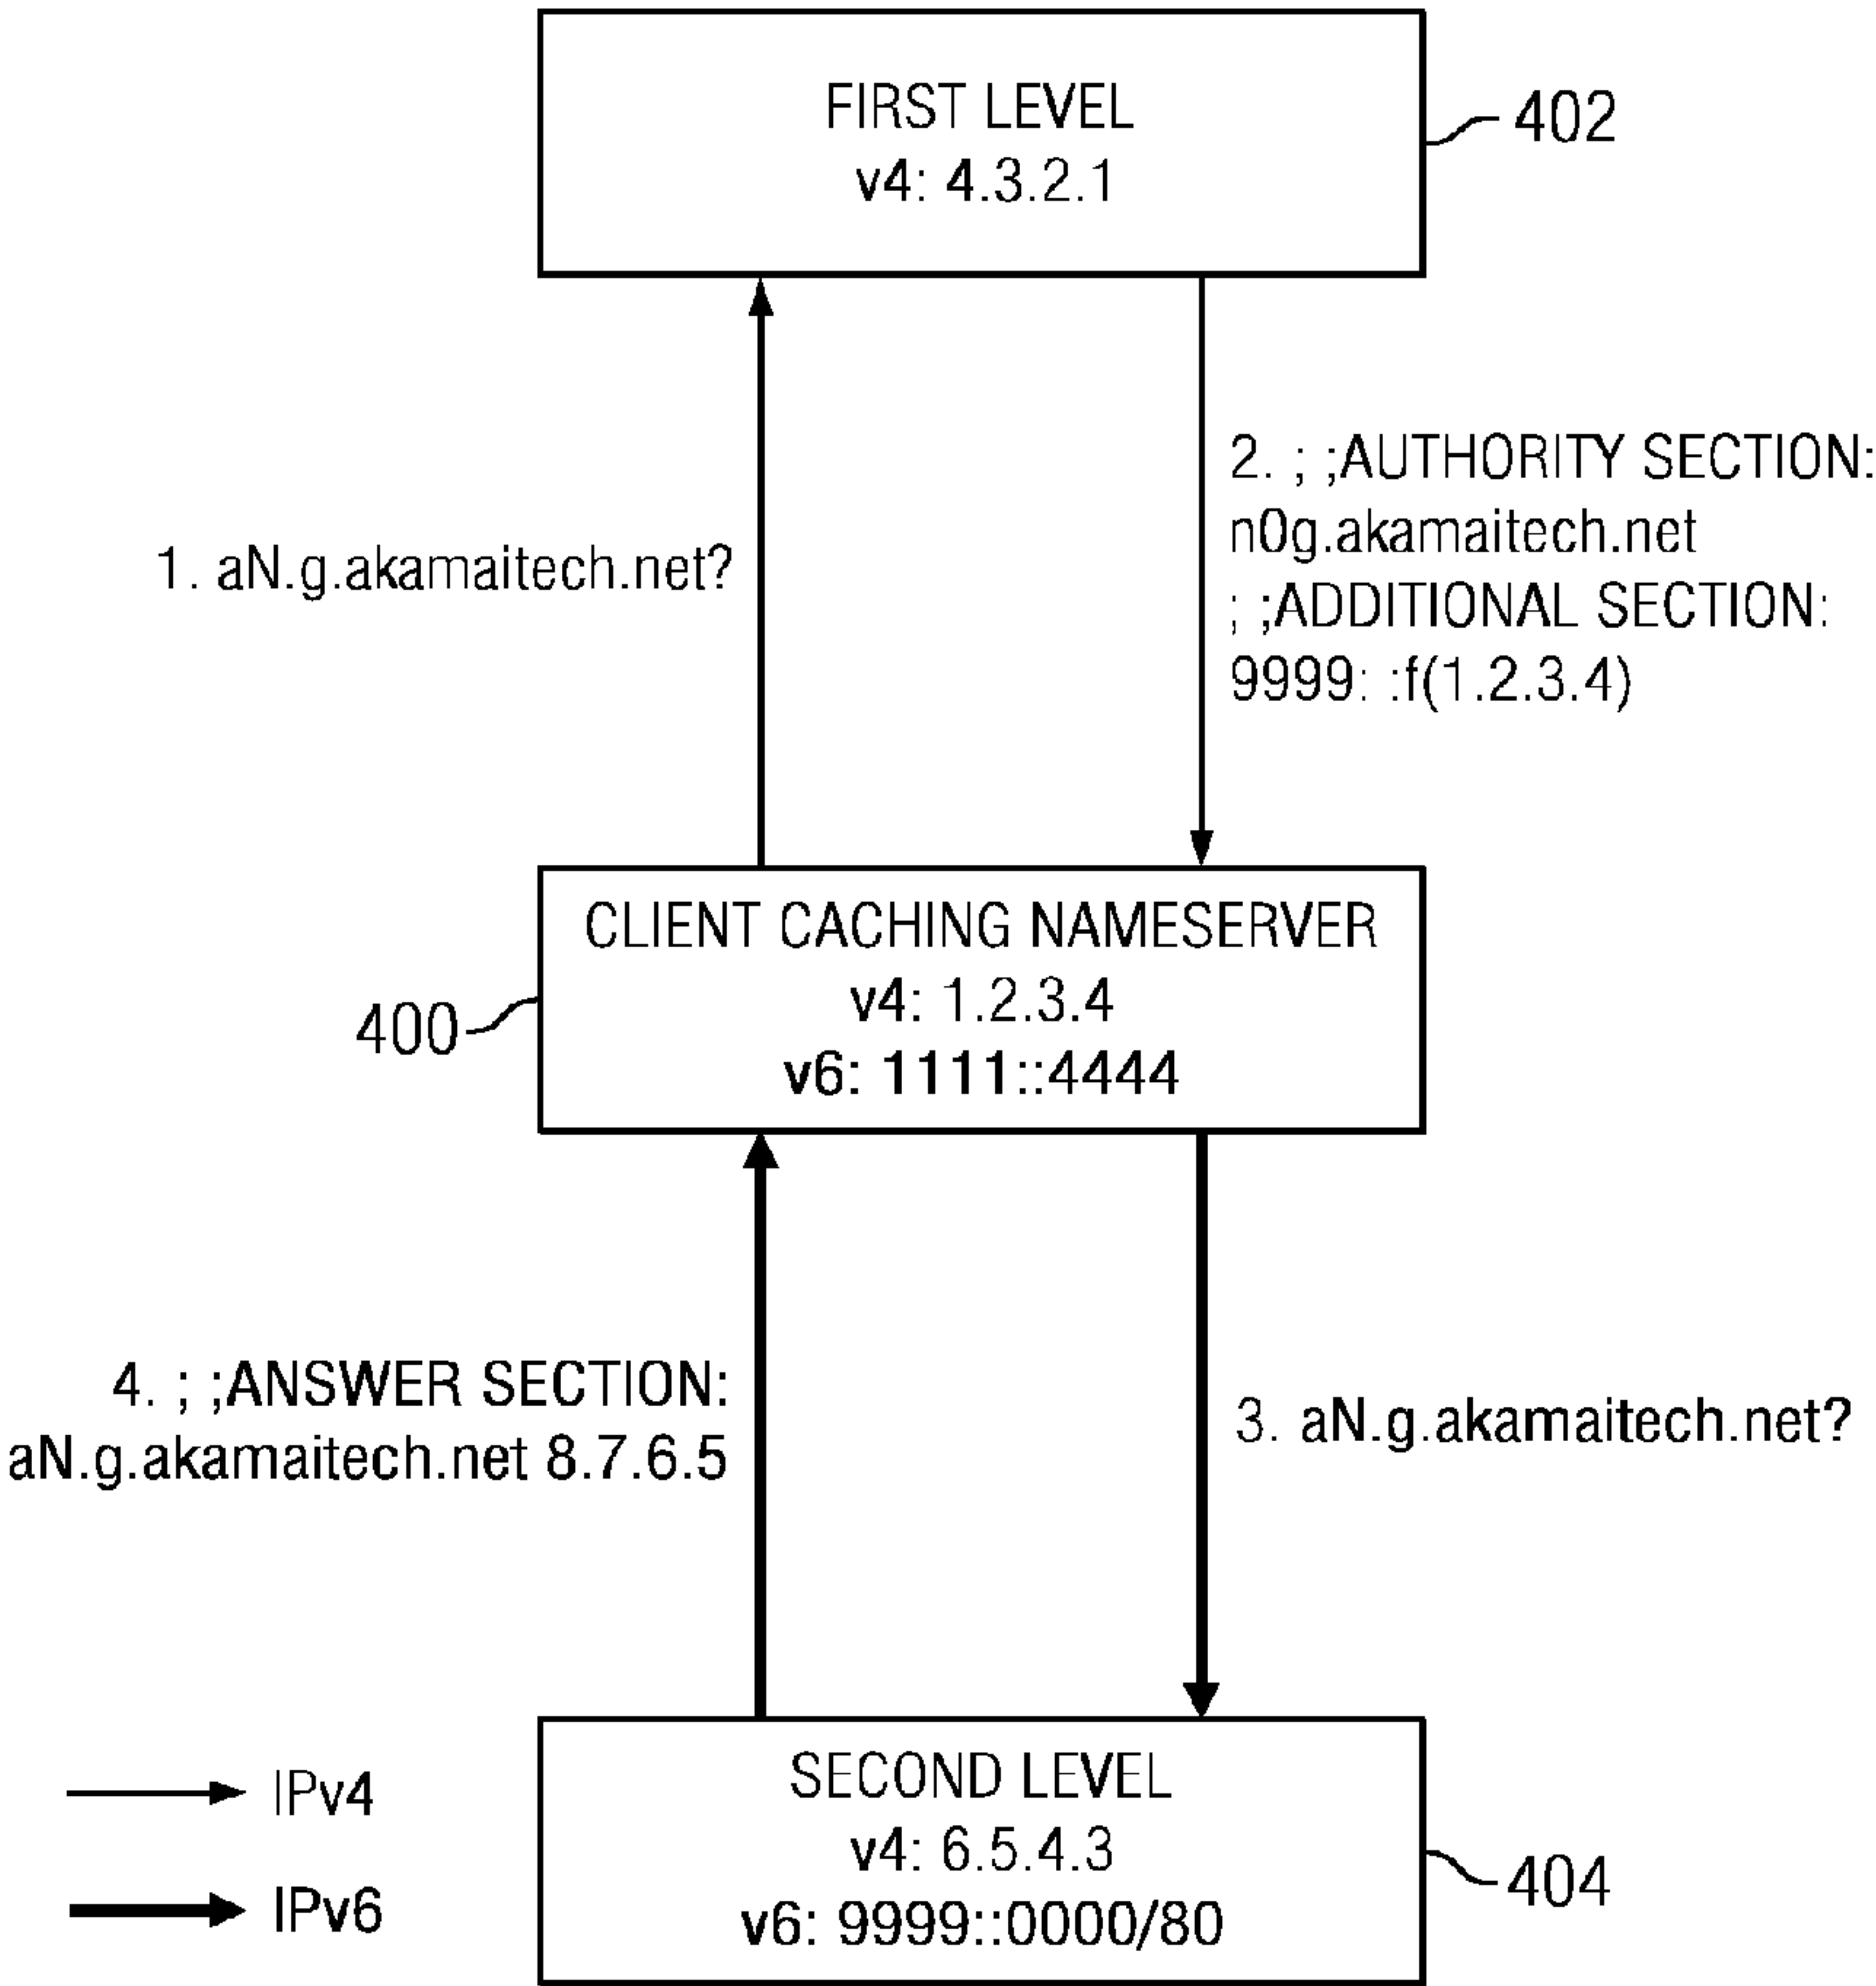 FIRST LEVEL
v4: 4.3.2.1
402
1. aN.g.akamaitech.net?
2. ; ;AUTHORITY SECTION:
n0g.akamaitech.net
; ;ADDITIONAL SECTION:
9999: :f(1.2.3.4)
CLIENT CACHING NAMESERVER
v4: 1.2.3.4
v6: 1111::4444
400
4. ; ;ANSWER SECTION:
aN.g.akamaitech.net 8.7.6.5
3. aN.g.akamaitech.net?
SECOND LEVEL
v4: 6.5.4.3
v6: 9999::0000/80
404
IPv4
IPv6